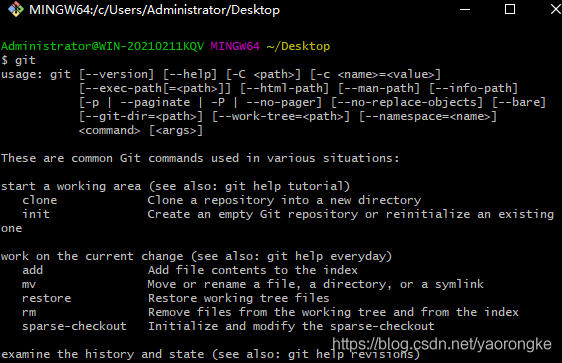 MINGW64:/c/Users/Administrator/Desktop
Administrator@WIN-20210211KQV MINGW64 ~/Desktop
$ git
usage: git [--version] [--help] [-C <path>] [-c <name>=<value>]
[--exec-path[=<path>]] [--html-path] [--man-path] [--info-path]
[-p | --paginate | -P | --no-pager] [--no-replace-objects] [--bare]
[--git-dir=<path>] [--work-tree=<path>] [--namespace=<name>]
<command> [<args>]
These are common Git commands used in various situations:
start a working area (see also: git help tutorial)
clone Clone a repository into a new directory
init Create an empty Git repository or reinitialize an existing
one
work on the current change (see also: git help everyday)
add Add file contents to the index
mv Move or rename a file, a directory, or a symlink
restore Restore working tree files
rm Remove files from the working tree and from the index
sparse-checkout Initialize and modify the sparse-checkout
https://blog.csdn.net/yaorongke
examine the history and state (see also: git help revisions)